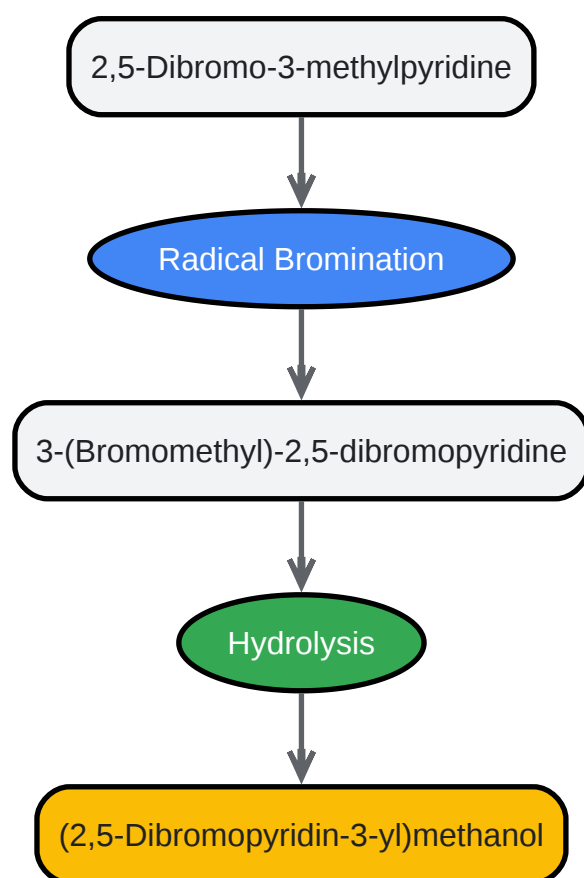 2,5-Dibromo-3-methylpyridine
Radical Bromination
3-(Bromomethyl)-2,5-dibromopyridine
Hydrolysis
(2,5-Dibromopyridin-3-yl)methanol